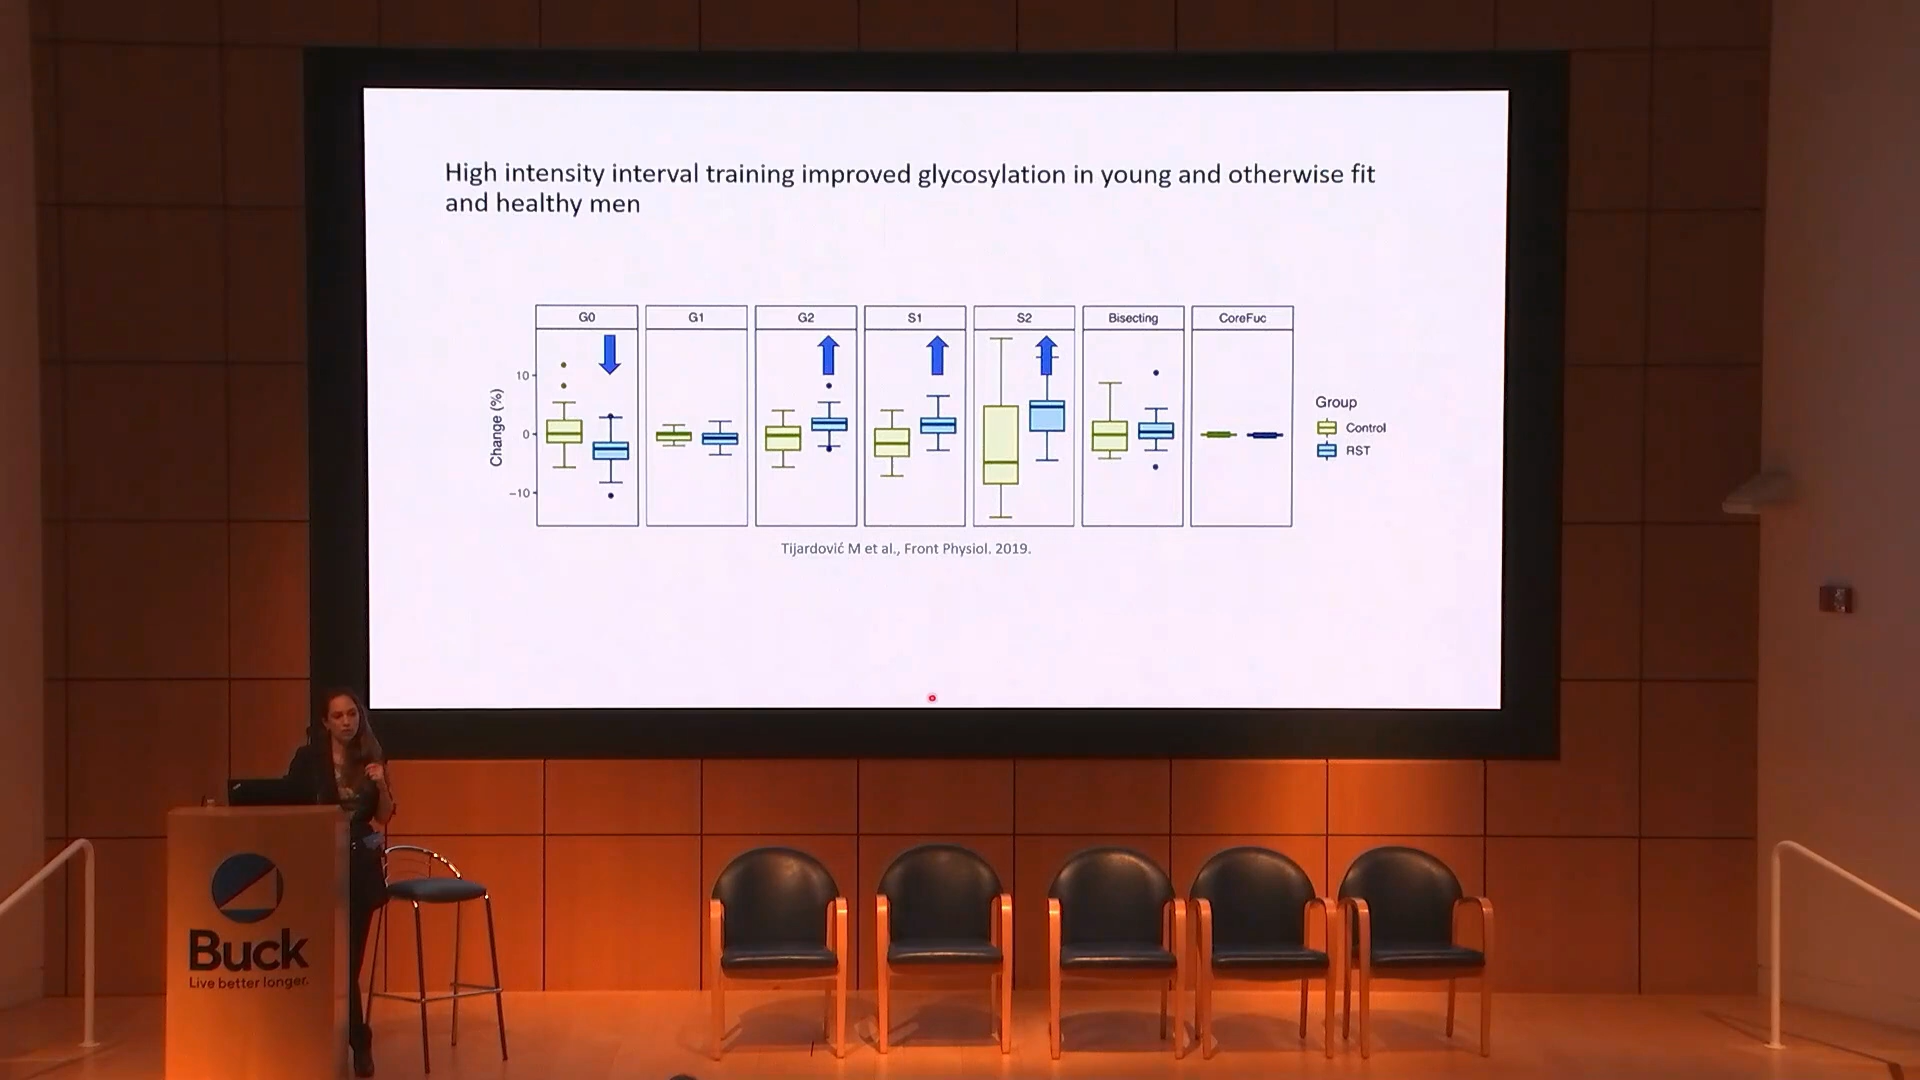 High intensity interval training improved glycosylation in young and otherwise fit
and healthy men
G0
G1
G2
S1
S2
Bisecting
CoreFuc
10
0
−10
Change (%)
Group
Control
RST
Tijardović M et al., Front Physiol. 2019.
Buck
Live better longer.